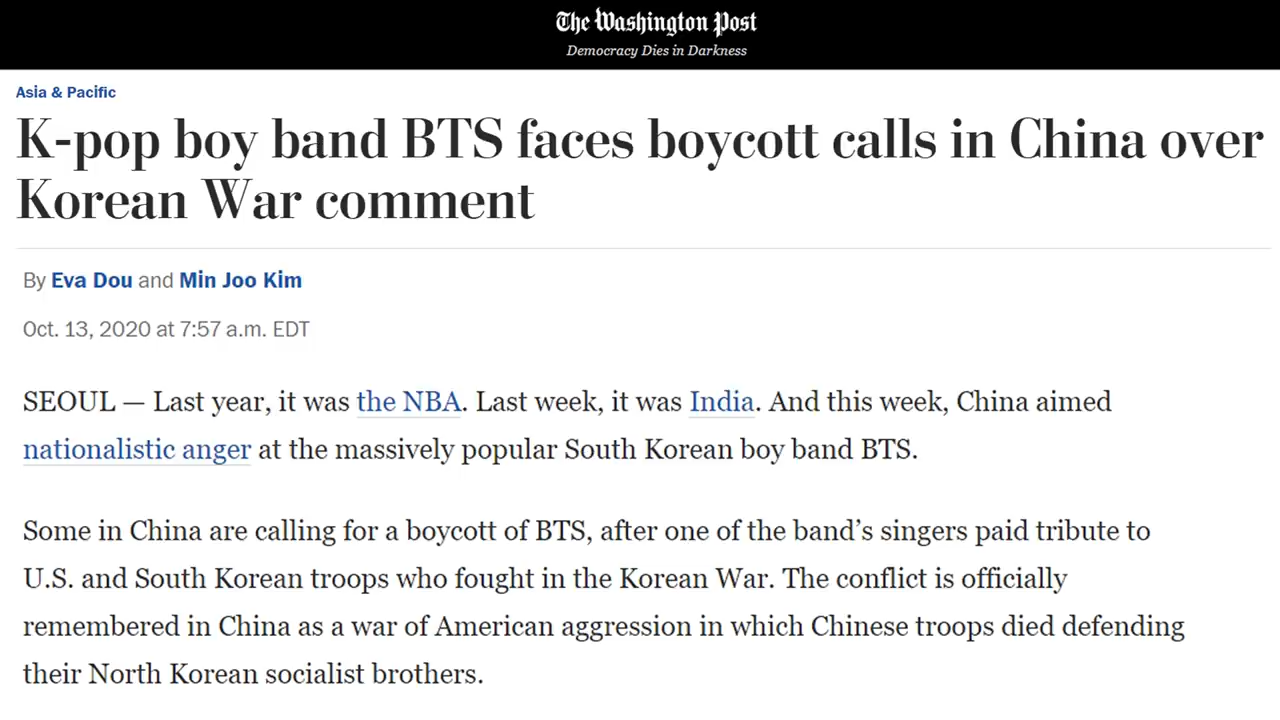 The Washington Post
Democracy Dies in Darkness
Asia & Pacific
K-pop boy band BTS faces boycott calls in China over
Korean War comment
By Eva Dou and Min Joo Kim
Oct. 13, 2020 at 7:57 a.m. EDT
SEOUL — Last year, it was the NBA. Last week, it was India. And this week, China aimed
nationalistic anger at the massively popular South Korean boy band BTS.
Some in China are calling for a boycott of BTS, after one of the band’s singers paid tribute to
U.S. and South Korean troops who fought in the Korean War. The conflict is officially
remembered in China as a war of American aggression in which Chinese troops died defending
their North Korean socialist brothers.